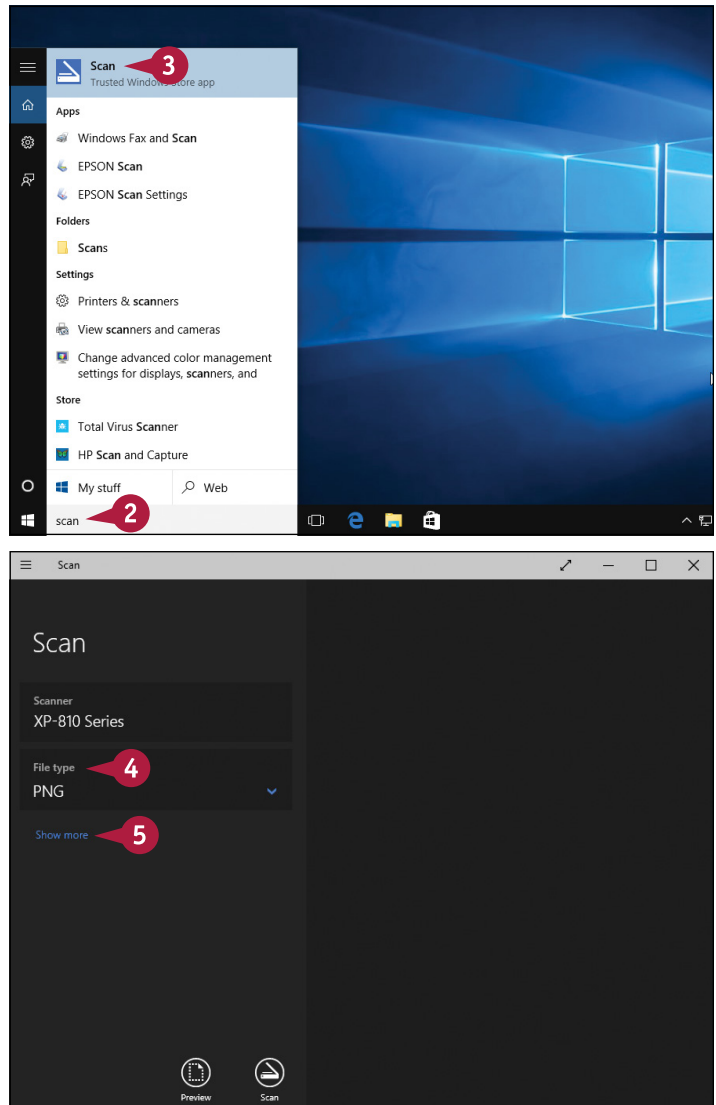 Scan
3
Trusted Windows Store app
Apps
Windows Fax and Scan
EPSON Scan
EPSON Scan Settings
Folders
Scans
Settings
Printers & scanners
View scanners and cameras
Change advanced color management
settings for displays, scanners, and
Store
Total Virus Scanner
HP Scan and Capture
My stuff
Web
scan
2
Scan
Scan
Scanner
XP-810 Series
File type
4
PNG
Show more
5
Preview
Scan